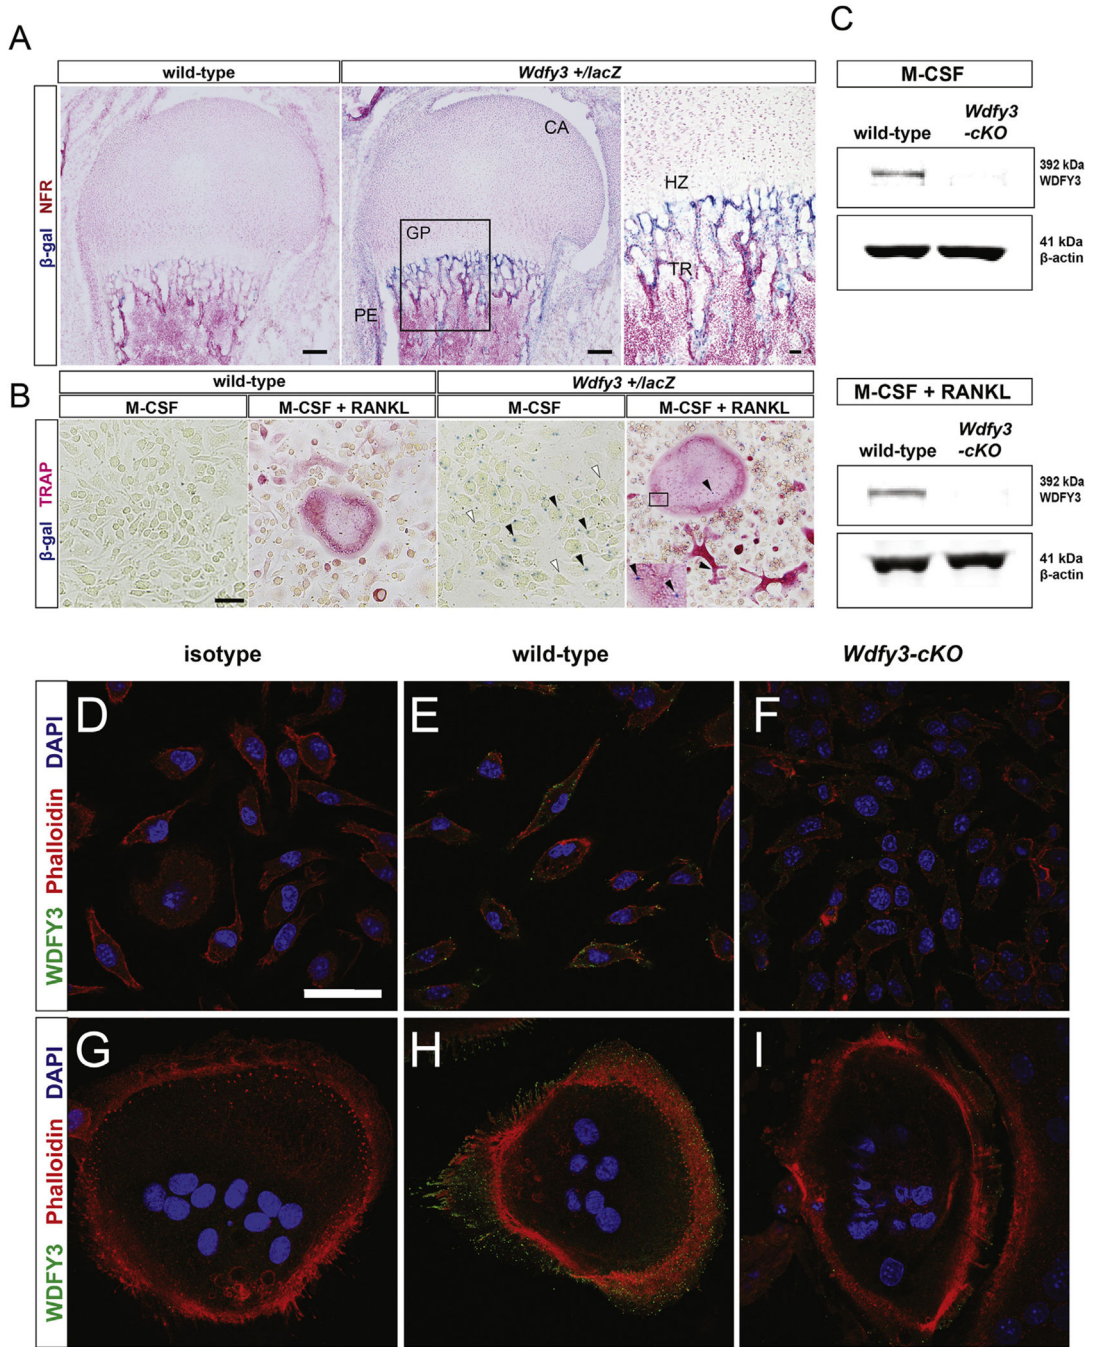 A
wild-type
Wdfy3 +/lacZ
β-gal NFR
CA
GP
PE
HZ
TR
B
wild-type
Wdfy3 +/lacZ
M-CSF
M-CSF + RANKL
M-CSF
M-CSF + RANKL
β-gal TRAP
C
M-CSF
wild-type
Wdfy3
-cKO
392 kDa
WDFY3
41 kDa
β-actin
M-CSF + RANKL
wild-type
Wdfy3
-cKO
392 kDa
WDFY3
41 kDa
β-actin
isotype
wild-type
Wdfy3-cKO
WDFY3 Phalloidin DAPI
D
E
F
WDFY3 Phalloidin DAPI
G
H
I